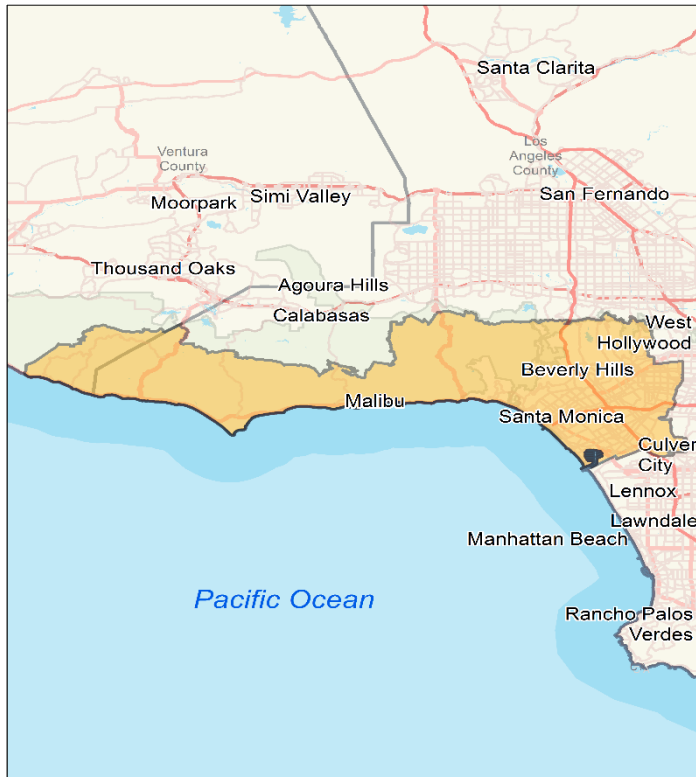 Santa Clarita
Los
Angeles
County
Ventura
County
San Fernando
Simi Valley
Moorpark
Thousand Oaks
Agoura Hills
Calabasas
West
Hollywood
Beverly Hills
Malibu
Santa Monica
Culver
City
Lennox
Lawndale
Manhattan Beach
Pacific Ocean
Rancho Palos
Verdes